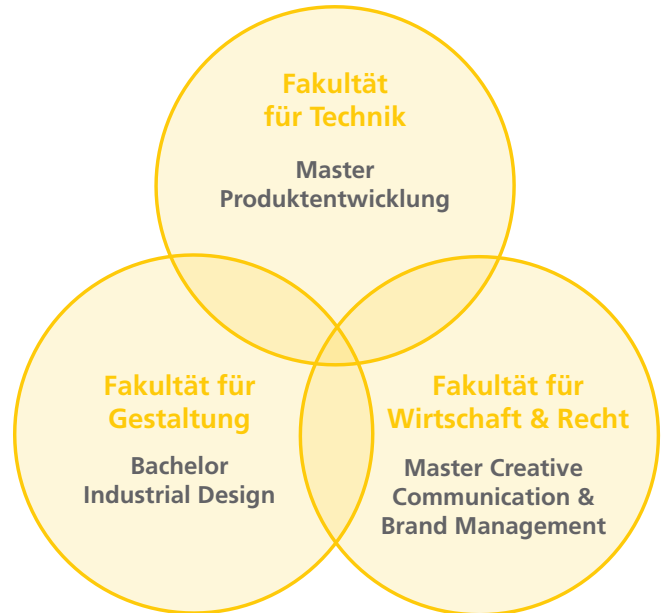 Fakultät
für Technik
Master
Produktentwicklung
Fakultät für
Gestaltung
Bachelor
Industrial Design
Fakultät für
Wirtschaft & Recht
Master Creative
Communication &
Brand Management